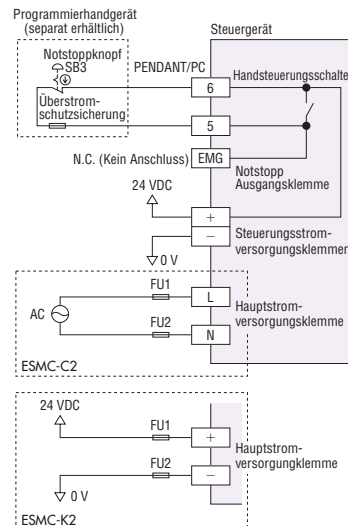 Programmierhandgerät
(separat erhältlich)
Steuergerät
Notstoppknopf
SB3
PENDANT/PC
Handsteuerungsschalte
6
Überstrom-
schutzsicherung
5
N.C. (Kein Anschluss)
EMG
Notstopp
Ausgangsklemme
24 VDC
+
Steuerungsstrom-
versorgungsklemmen
−
0 V
FU1
L
Hauptstrom-
versorgungsklemme
AC
FU2
N
ESMC-C2
24 VDC
FU1
+
Hauptstrom-
versorgungklemme
FU2
−
0 V
ESMC-K2